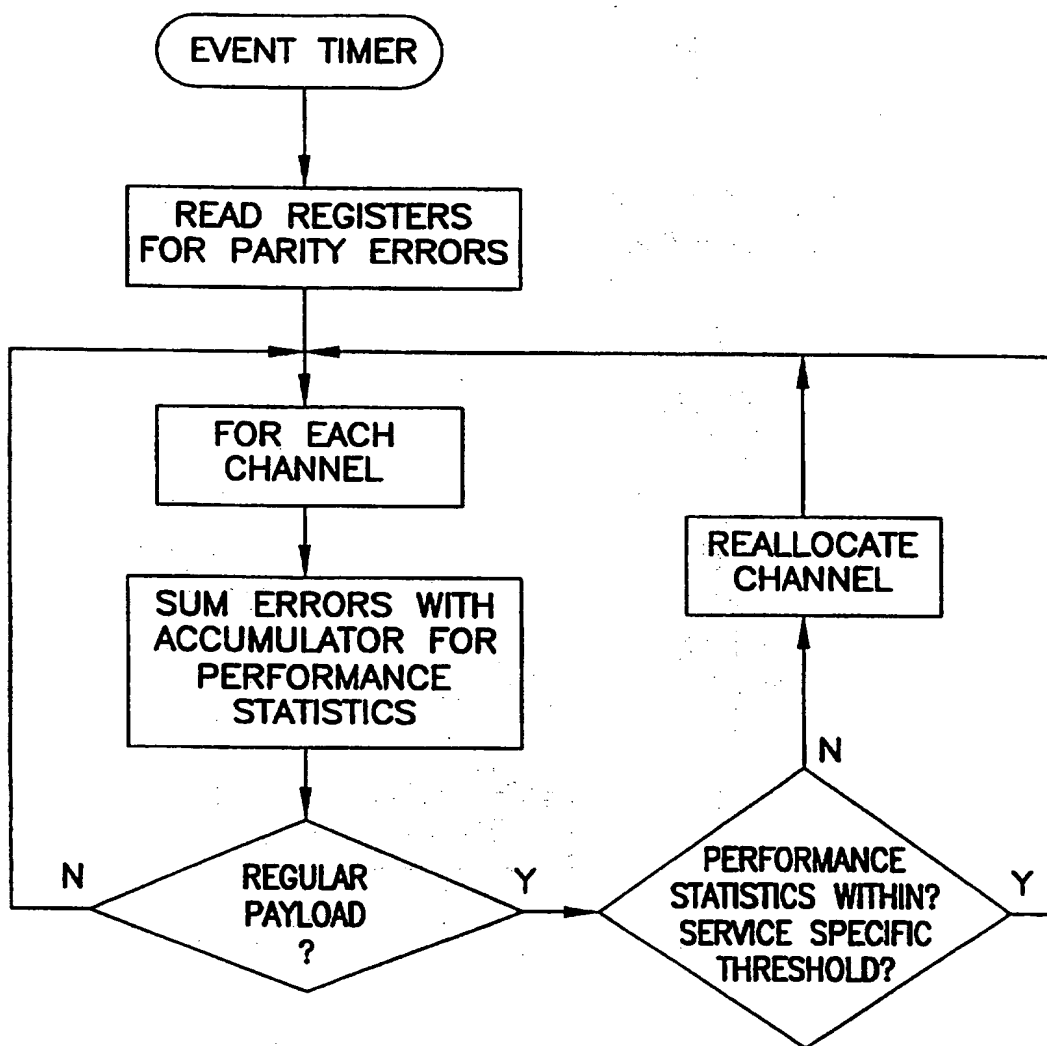 EVENT TIMER
READ REGISTERS
FOR PARITY ERRORS
FOR EACH
CHANNEL
SUM ERRORS WITH
ACCUMULATOR FOR
PERFORMANCE
STATISTICS
REGULAR
PAYLOAD
?
N
Y
PERFORMANCE
STATISTICS WITHIN?
SERVICE SPECIFIC
THRESHOLD?
N
Y
REALLOCATE
CHANNEL